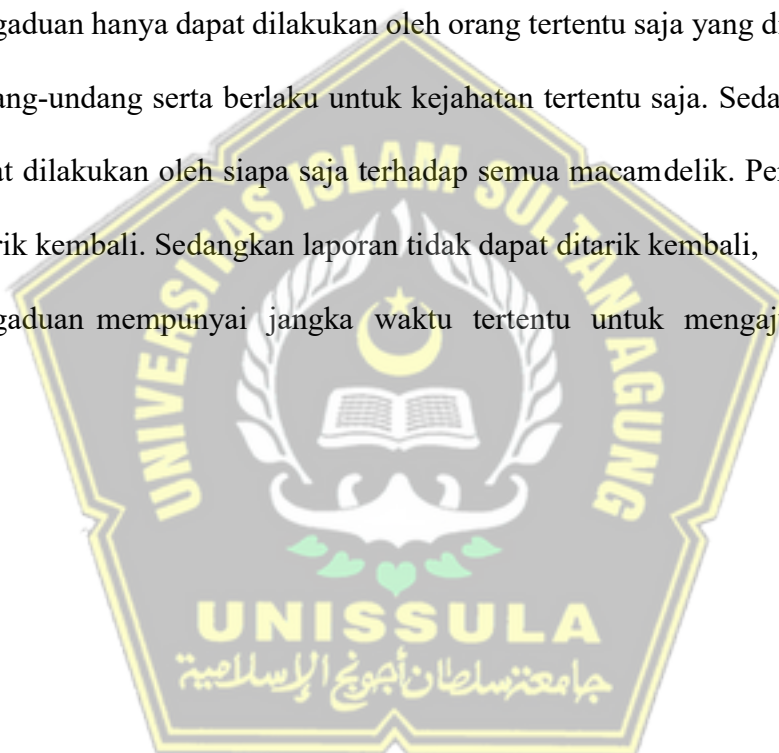 gaduan hanya dapat dilakukan oleh orang tertentu saja yang di
ang-undang serta berlaku untuk kejahatan tertentu saja. Seda
at dilakukan oleh siapa saja terhadap semua macamdelik. Pe
rik kembali. Sedangkan laporan tidak dapat ditarik kembali,
gaduan mempunyai jangka waktu tertentu untuk mengaj
UNIVERSITAS ISLAM SULTAN AGUNG
UNISSULA
جامعة سلطان أجونج الإسلامية